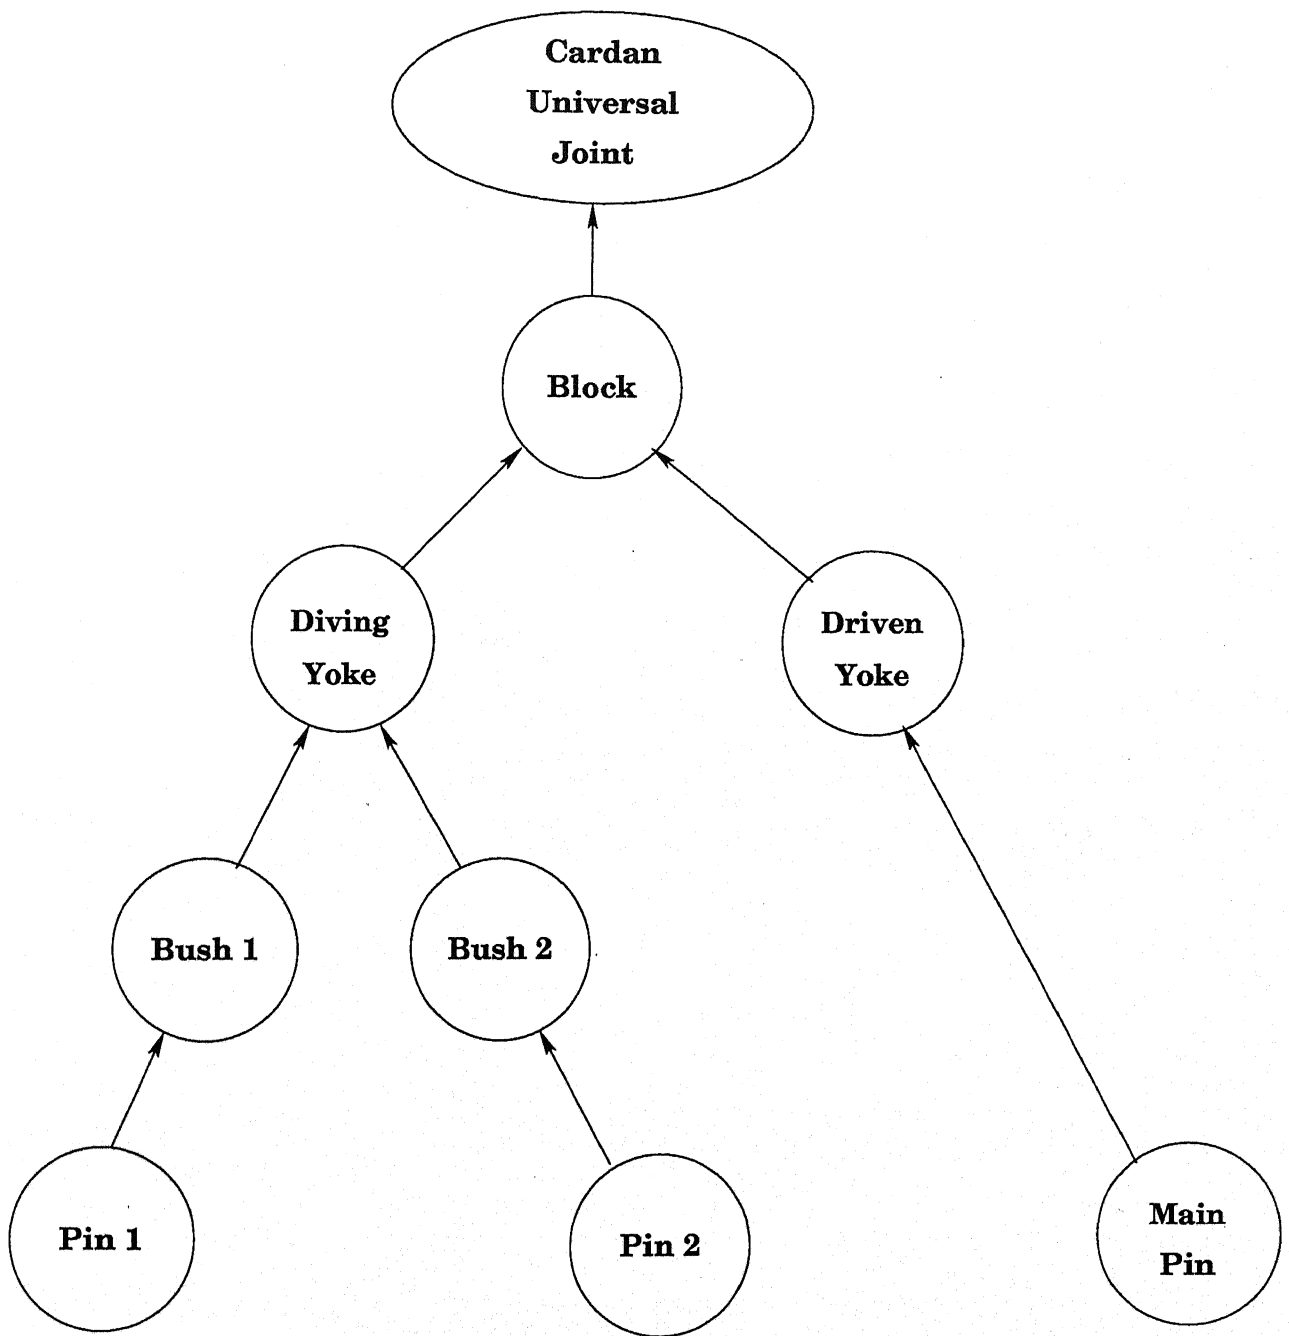 Cardan
Universal
Joint
Block
Diving
Yoke
Driven
Yoke
Bush 1
Bush 2
Pin 1
Pin 2
Main
Pin